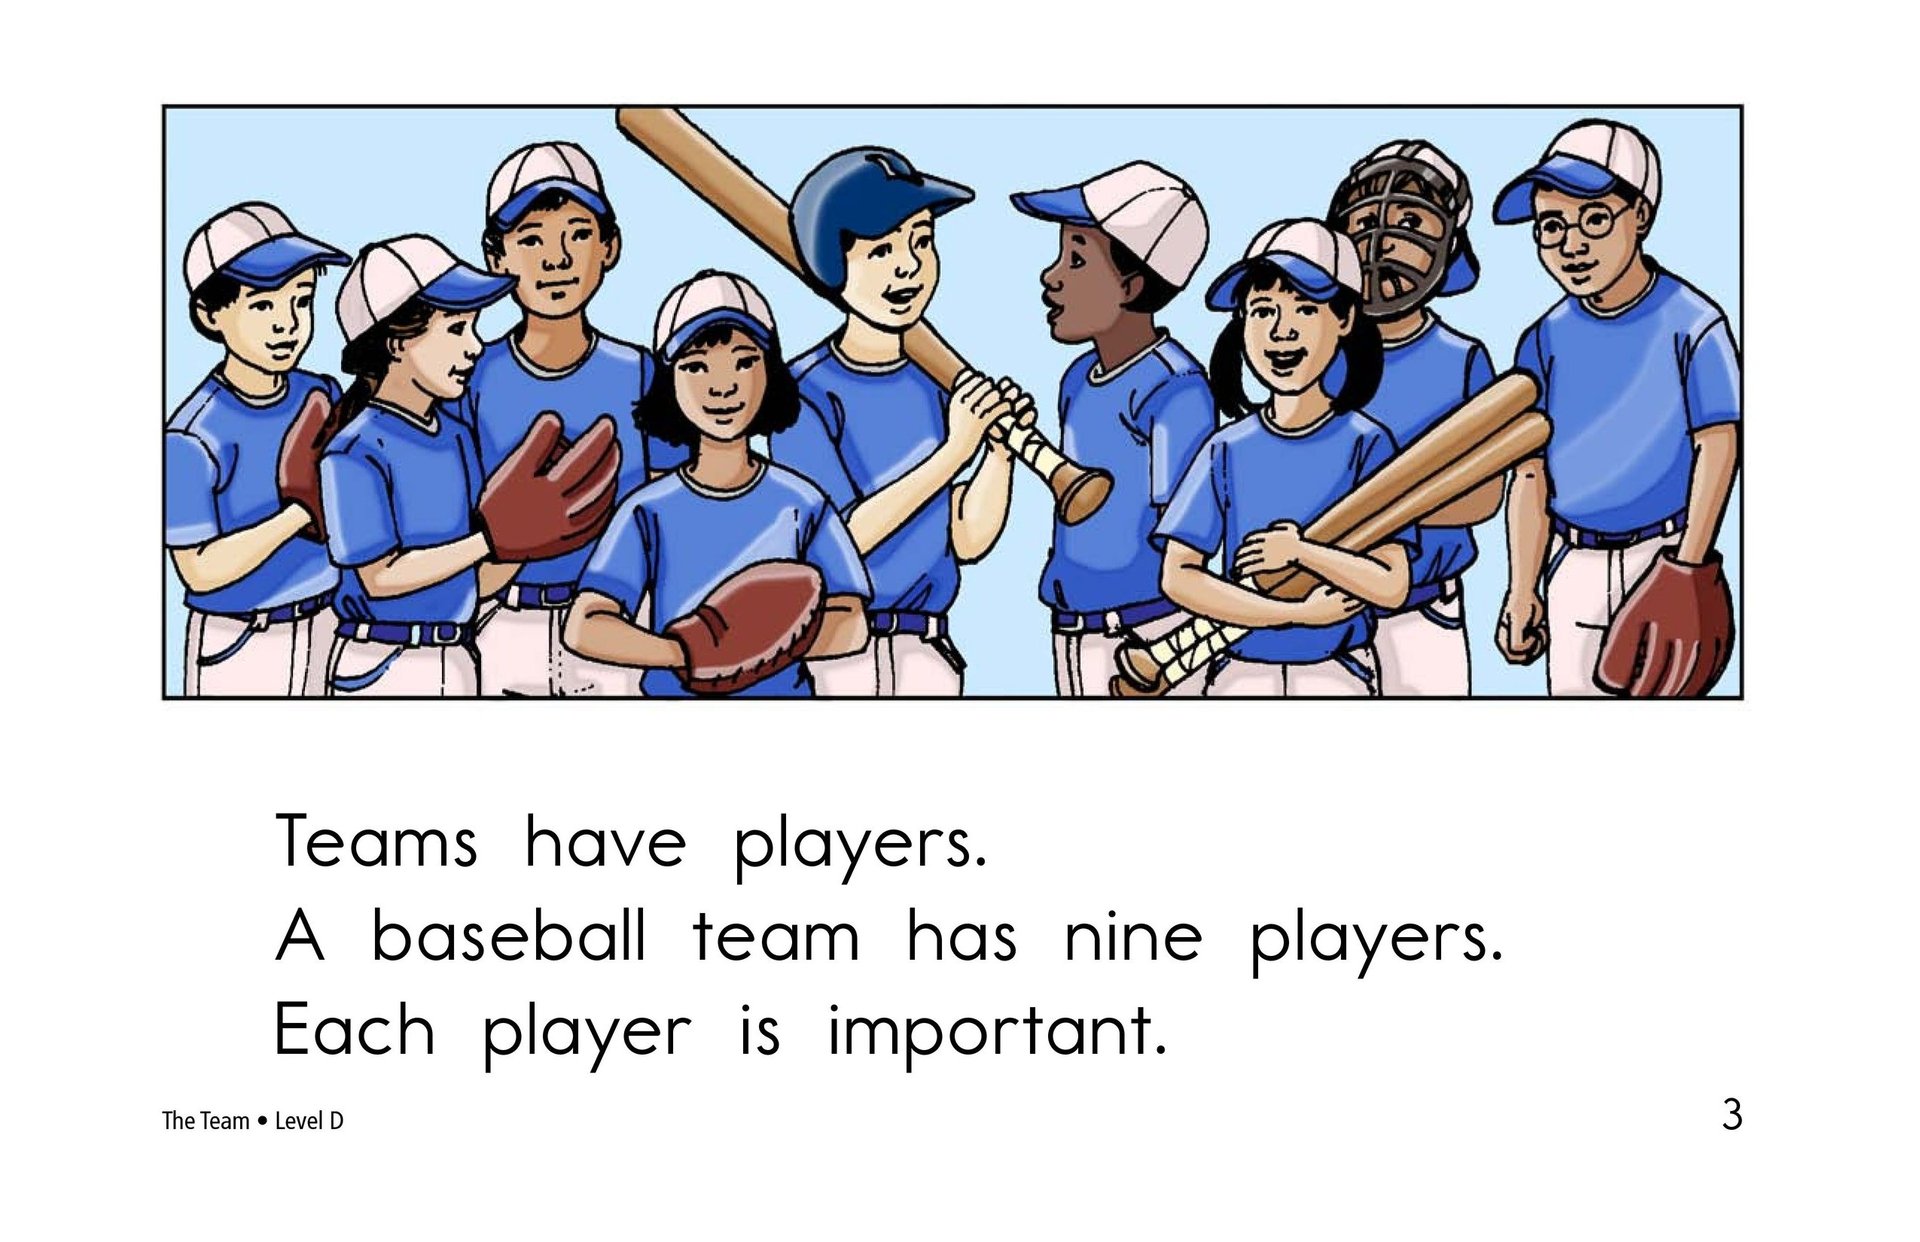 Teams have players.
A baseball team has nine players.
Each player is important.
The Team • Level D
3